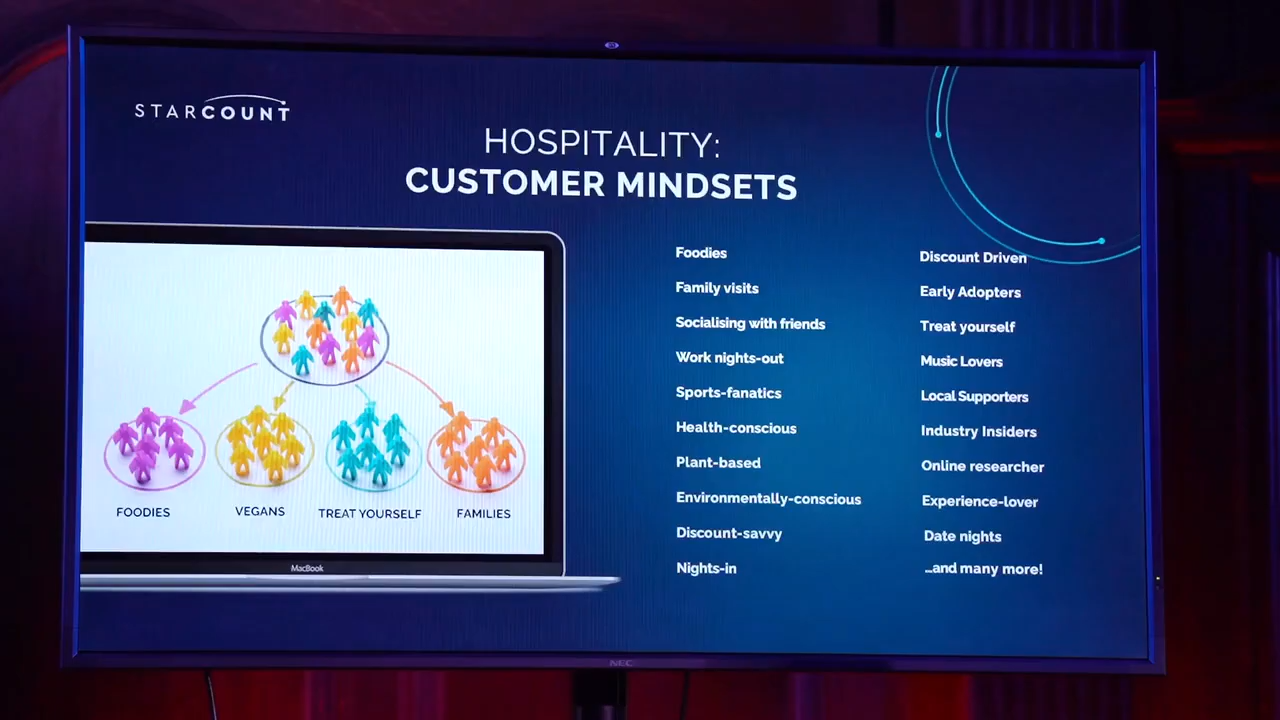 STARCOUNT
HOSPITALITY:
CUSTOMER MINDSETS
FOODIES
VEGANS
TREAT YOURSELF
FAMILIES
MacBook
Foodies
Family visits
Socialising with friends
Work nights-out
Sports-fanatics
Health-conscious
Plant-based
Environmentally-conscious
Discount-savvy
Nights-in
Discount Driven
Early Adopters
Treat yourself
Music Lovers
Local Supporters
Industry Insiders
Online researcher
Experience-lover
Date nights
...and many more!
NEC